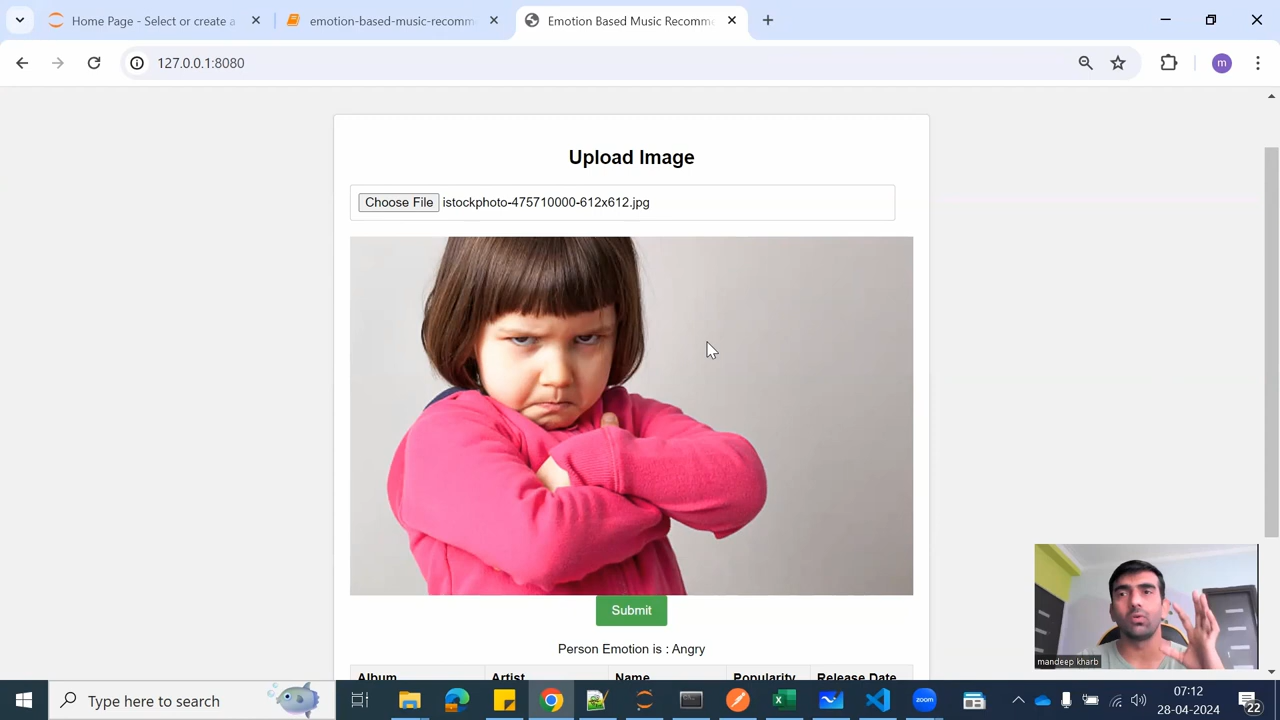 Home Page - Select or create a
emotion-based-music-recomm
Emotion Based Music Recomme
127.0.0.1:8080
m
Upload Image
Choose File istockphoto-475710000-612x612.jpg
Submit
Person Emotion is : Angry
Album Artist Name Popularity Release Date
mandeep kharb
Type here to search
zoom
07:12
28-04-2024
22